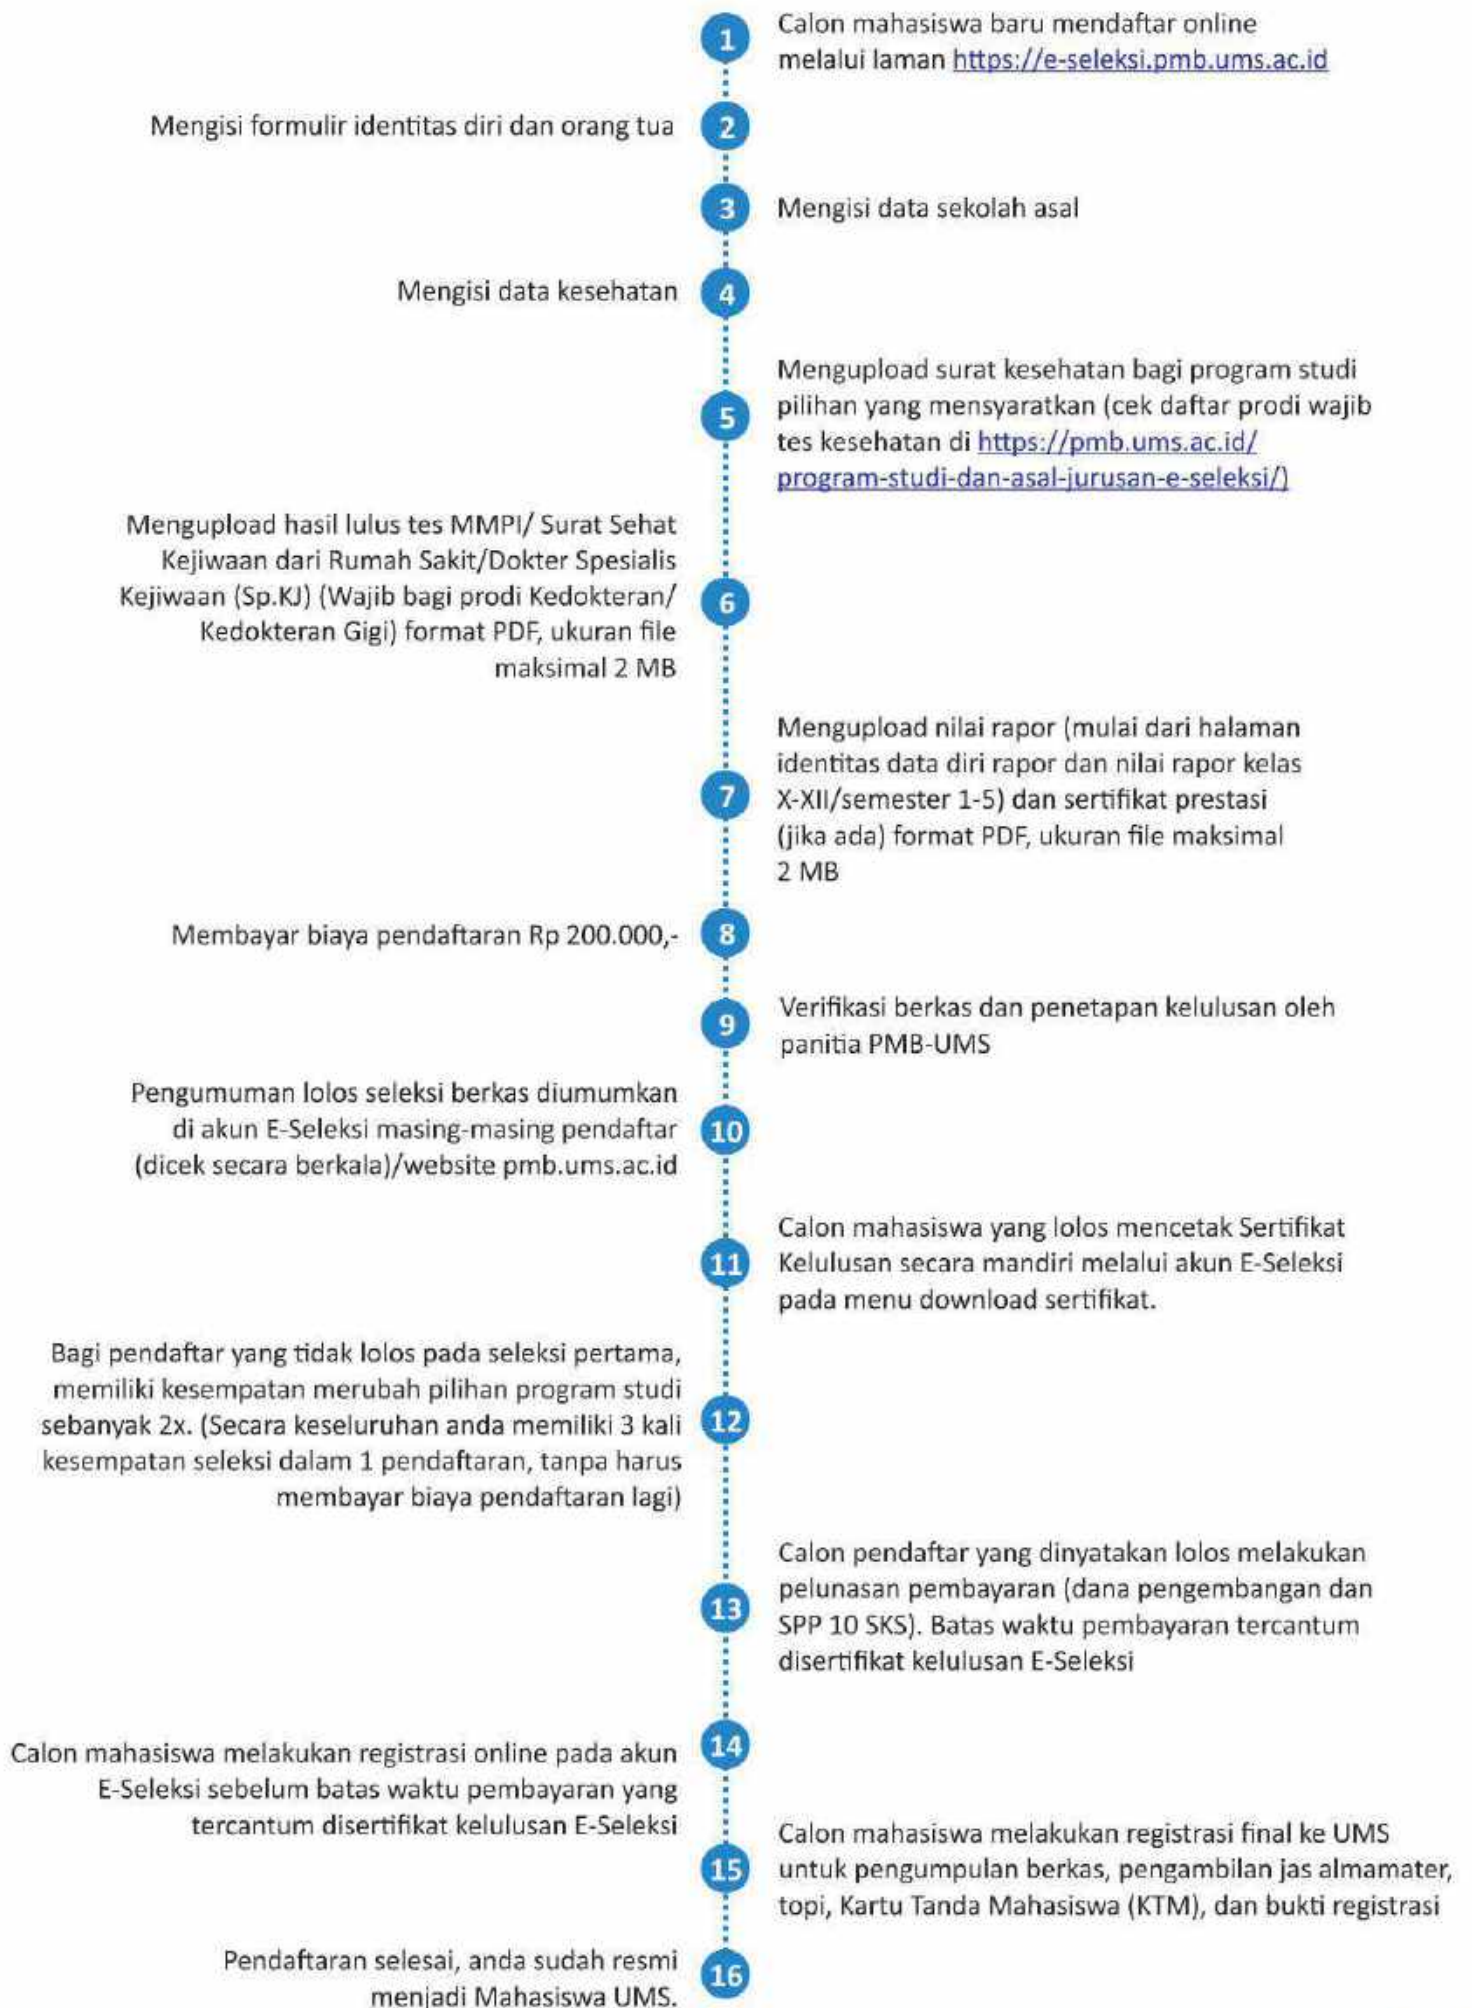 1
Calon mahasiswa baru mendaftar online
melalui laman https://e-seleksi.pmb.ums.ac.id
Mengisi formulir identitas diri dan orang tua
2
3
Mengisi data sekolah asal
Mengisi data kesehatan
4
5
Mengupload surat kesehatan bagi program studi
pilihan yang mensyaratkan (cek daftar prodi wajib
tes kesehatan di https://pmb.ums.ac.id/
program-studi-dan-asal-jurusan-e-seleksi/)
Mengupload hasil lulus tes MMPI/ Surat Sehat
Kejiwaan dari Rumah Sakit/Dokter Spesialis
Kejiwaan (Sp.KJ) (Wajib bagi prodi Kedokteran/
Kedokteran Gigi) format PDF, ukuran file
maksimal 2 MB
6
7
Mengupload nilai rapor (mulai dari halaman
identitas data diri rapor dan nilai rapor kelas
X-XII/semester 1-5) dan sertifikat prestasi
(jika ada) format PDF, ukuran file maksimal
2 MB
Membayar biaya pendaftaran Rp 200.000,-
8
9
Verifikasi berkas dan penetapan kelulusan oleh
panitia PMB-UMS
Pengumuman lolos seleksi berkas diumumkan
di akun E-Seleksi masing-masing pendaftar
(dicek secara berkala)/website pmb.ums.ac.id
10
11
Calon mahasiswa yang lolos mencetak Sertifikat
Kelulusan secara mandiri melalui akun E-Seleksi
pada menu download sertifikat.
Bagi pendaftar yang tidak lolos pada seleksi pertama,
memiliki kesempatan merubah pilihan program studi
sebanyak 2x. (Secara keseluruhan anda memiliki 3 kali
kesempatan seleksi dalam 1 pendaftaran, tanpa harus
membayar biaya pendaftaran lagi)
12
13
Calon pendaftar yang dinyatakan lolos melakukan
pelunasan pembayaran (dana pengembangan dan
SPP 10 SKS). Batas waktu pembayaran tercantum
disertifikat kelulusan E-Seleksi
14
Calon mahasiswa melakukan registrasi online pada akun
E-Seleksi sebelum batas waktu pembayaran yang
tercantum disertifikat kelulusan E-Seleksi
15
Calon mahasiswa melakukan registrasi final ke UMS
untuk pengumpulan berkas, pengambilan jas almamater,
topi, Kartu Tanda Mahasiswa (KTM), dan bukti registrasi
Pendaftaran selesai, anda sudah resmi
menjadi Mahasiswa UMS.
16